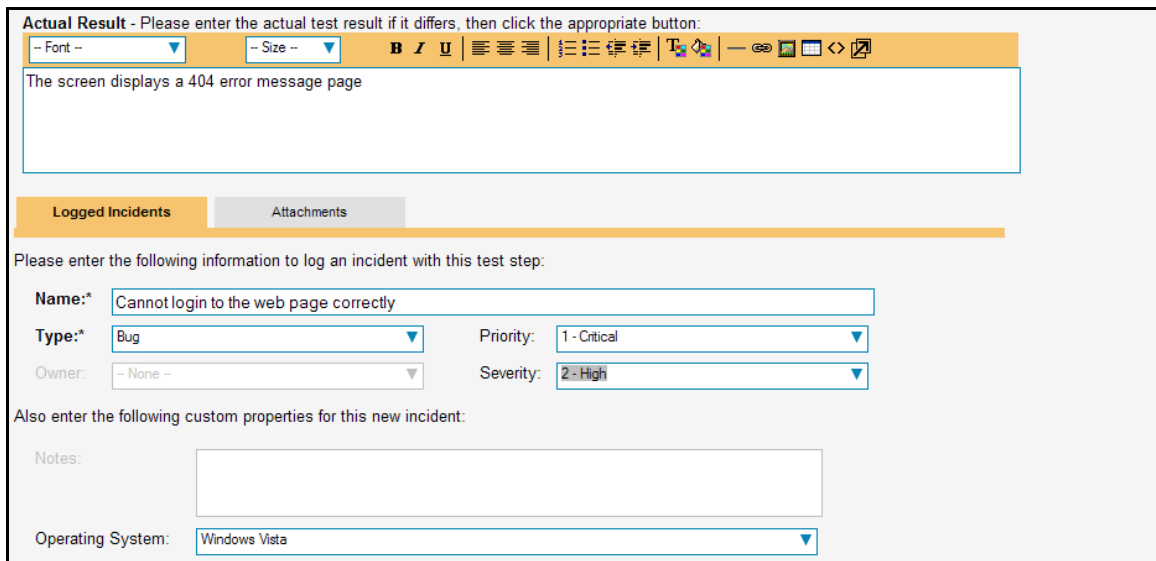 Actual Result - Please enter the actual test result if it differs, then click the appropriate button:
-- Font -- -- Size -- B I U
The screen displays a 404 error message page
Logged Incidents Attachments
Please enter the following information to log an incident with this test step:
Name:* Cannot login to the web page correctly
Type:* Bug Priority: 1 - Critical
Owner: -- None -- Severity: 2 - High
Also enter the following custom properties for this new incident:
Notes:
Operating System: Windows Vista